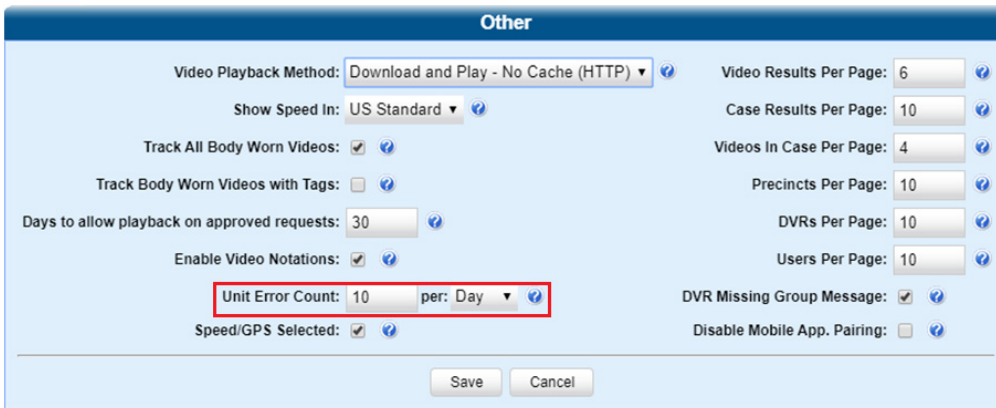 Other
Video Playback Method: Download and Play - No Cache (HTTP)
Video Results Per Page: 6
Show Speed In: US Standard
Case Results Per Page: 10
Track All Body Worn Videos:
Videos In Case Per Page: 4
Track Body Worn Videos with Tags:
Precincts Per Page: 10
Days to allow playback on approved requests: 30
DVRs Per Page: 10
Enable Video Notations:
Users Per Page: 10
Unit Error Count: 10 per: Day
DVR Missing Group Message:
Speed/GPS Selected:
Disable Mobile App. Pairing:
Save Cancel